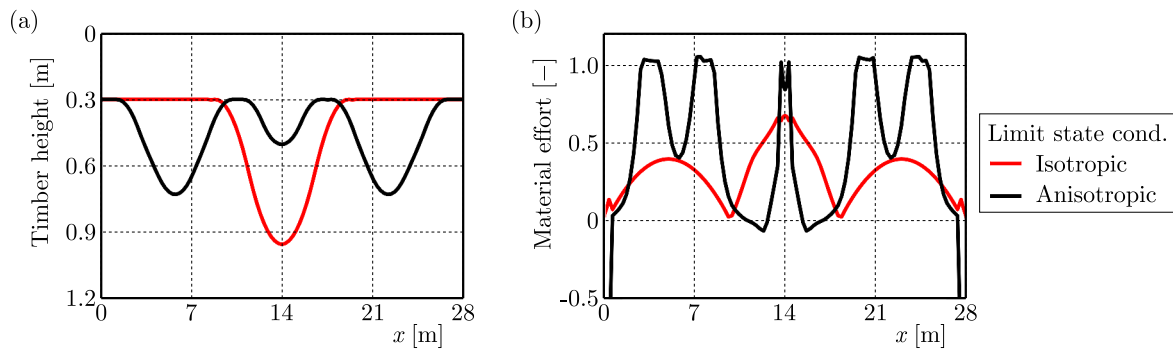 (a)
Timber height [m]
0
0.3
0.6
0.9
1.2
0 7 14 21 28
x [m]
(b)
Material effort [−]
1.0
0.5
0
-0.5
0 7 14 21 28
x [m]
Limit state cond.
Isotropic
Anisotropic